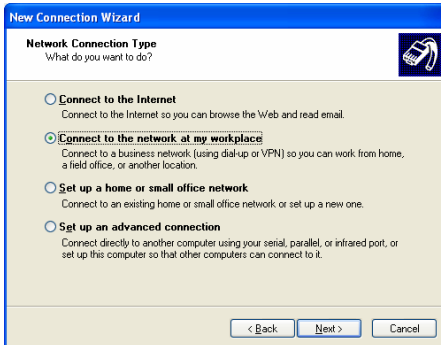 New Connection Wizard
Network Connection Type
What do you want to do?
Connect to the Internet
Connect to the Internet so you can browse the Web and read email.
Connect to the network at my workplace
Connect to a business network (using dial-up or VPN) so you can work from home,
a field office, or another location.
Set up a home or small office network
Connect to an existing home or small office network or set up a new one.
Set up an advanced connection
Connect directly to another computer using your serial, parallel, or infrared port, or
set up this computer so that other computers can connect to it.
< Back Next > Cancel